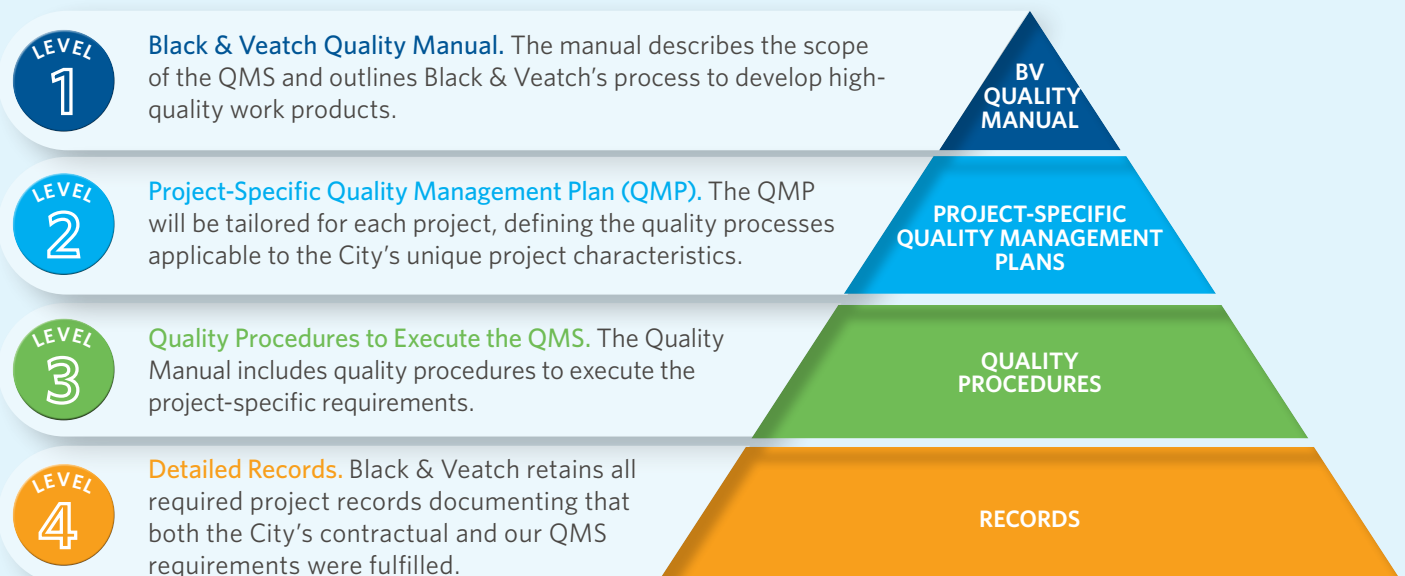 LEVEL
1
Black & Veatch Quality Manual. The manual describes the scope
of the QMS and outlines Black & Veatch's process to develop high-
quality work products.
BV
QUALITY
MANUAL
LEVEL
2
Project-Specific Quality Management Plan (QMP). The QMP
will be tailored for each project, defining the quality processes
applicable to the City's unique project characteristics.
PROJECT-SPECIFIC
QUALITY MANAGEMENT
PLANS
LEVEL
3
Quality Procedures to Execute the QMS. The Quality
Manual includes quality procedures to execute the
project-specific requirements.
QUALITY
PROCEDURES
LEVEL
4
Detailed Records. Black & Veatch retains all
required project records documenting that
both the City's contractual and our QMS
requirements were fulfilled.
RECORDS